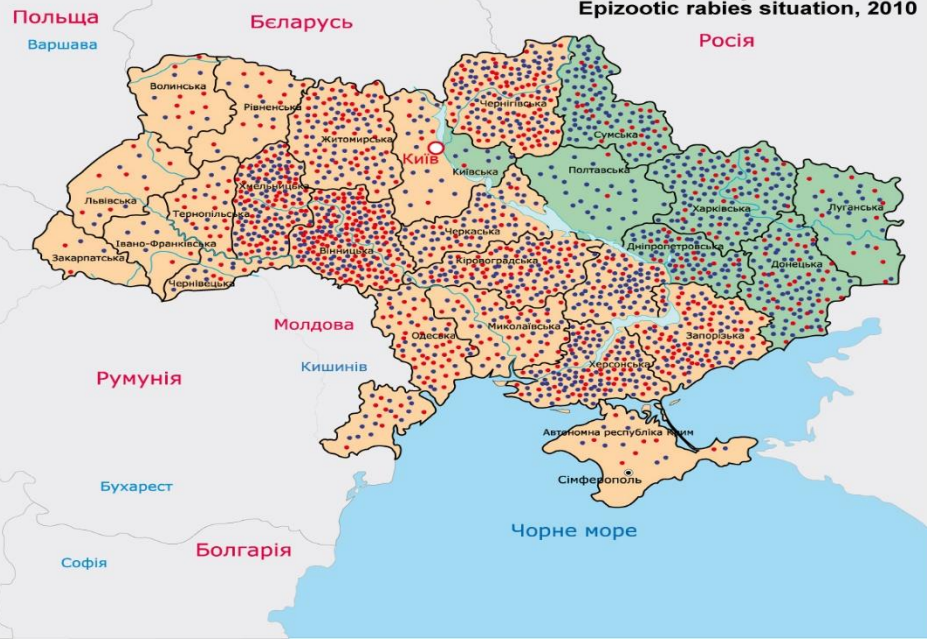 Epizootic rabies situation, 2010
Польща
Бєларусь
Росія
Варшава
Волинська
Рівненська
Житомирська
Чернігівська
Сумська
Київ
Київська
Полтавська
Харківська
Луганська
Львівська
Тернопільська
Хмельницька
Вінницька
Черкаська
Кіровоградська
Дніпропетровська
Донецька
Закарпатська
Івано-Франківська
Чернівецька
Молдова
Одеська
Миколаївська
Запорізька
Херсонська
Кишинів
Румунія
Автономна республіка Крим
Сімферополь
Бухарест
Чорне море
Болгарія
Софія